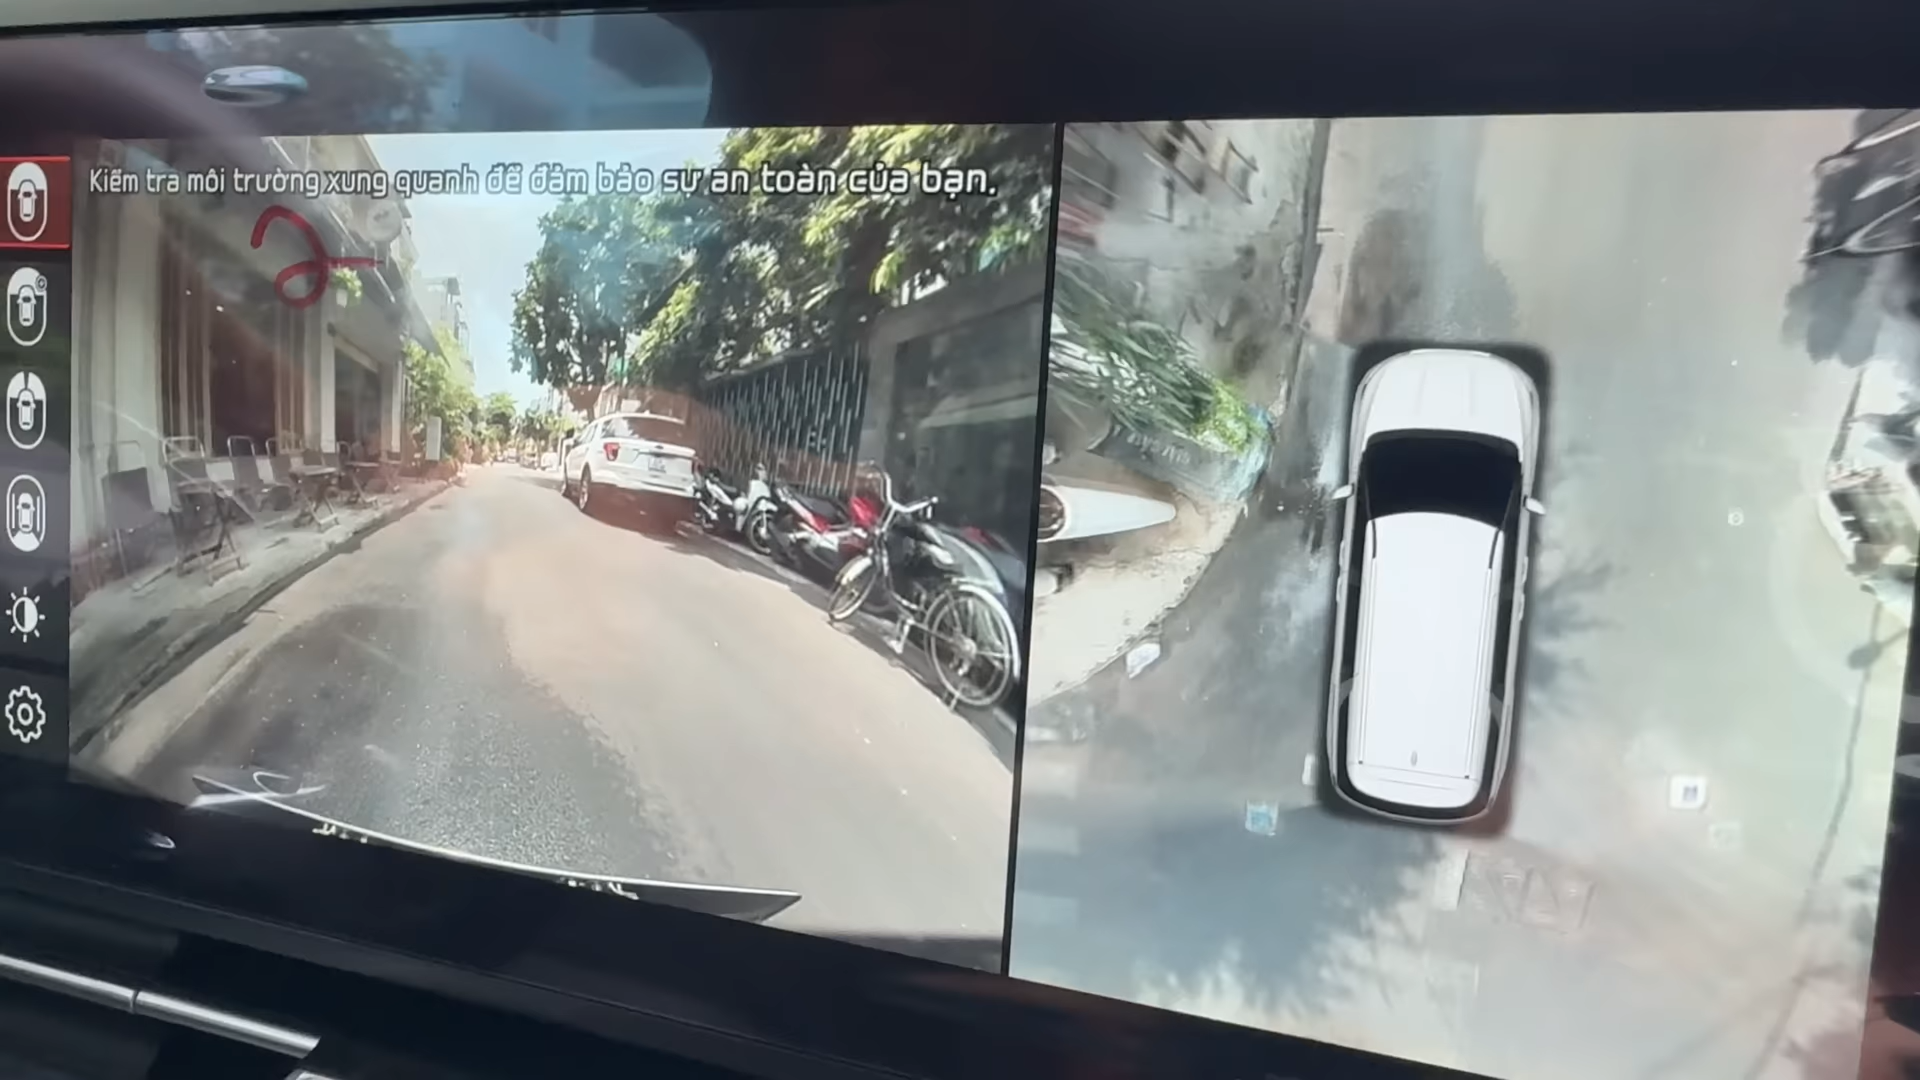 Kiểm tra môi trường xung quanh để đảm bảo sự an toàn của bạn.